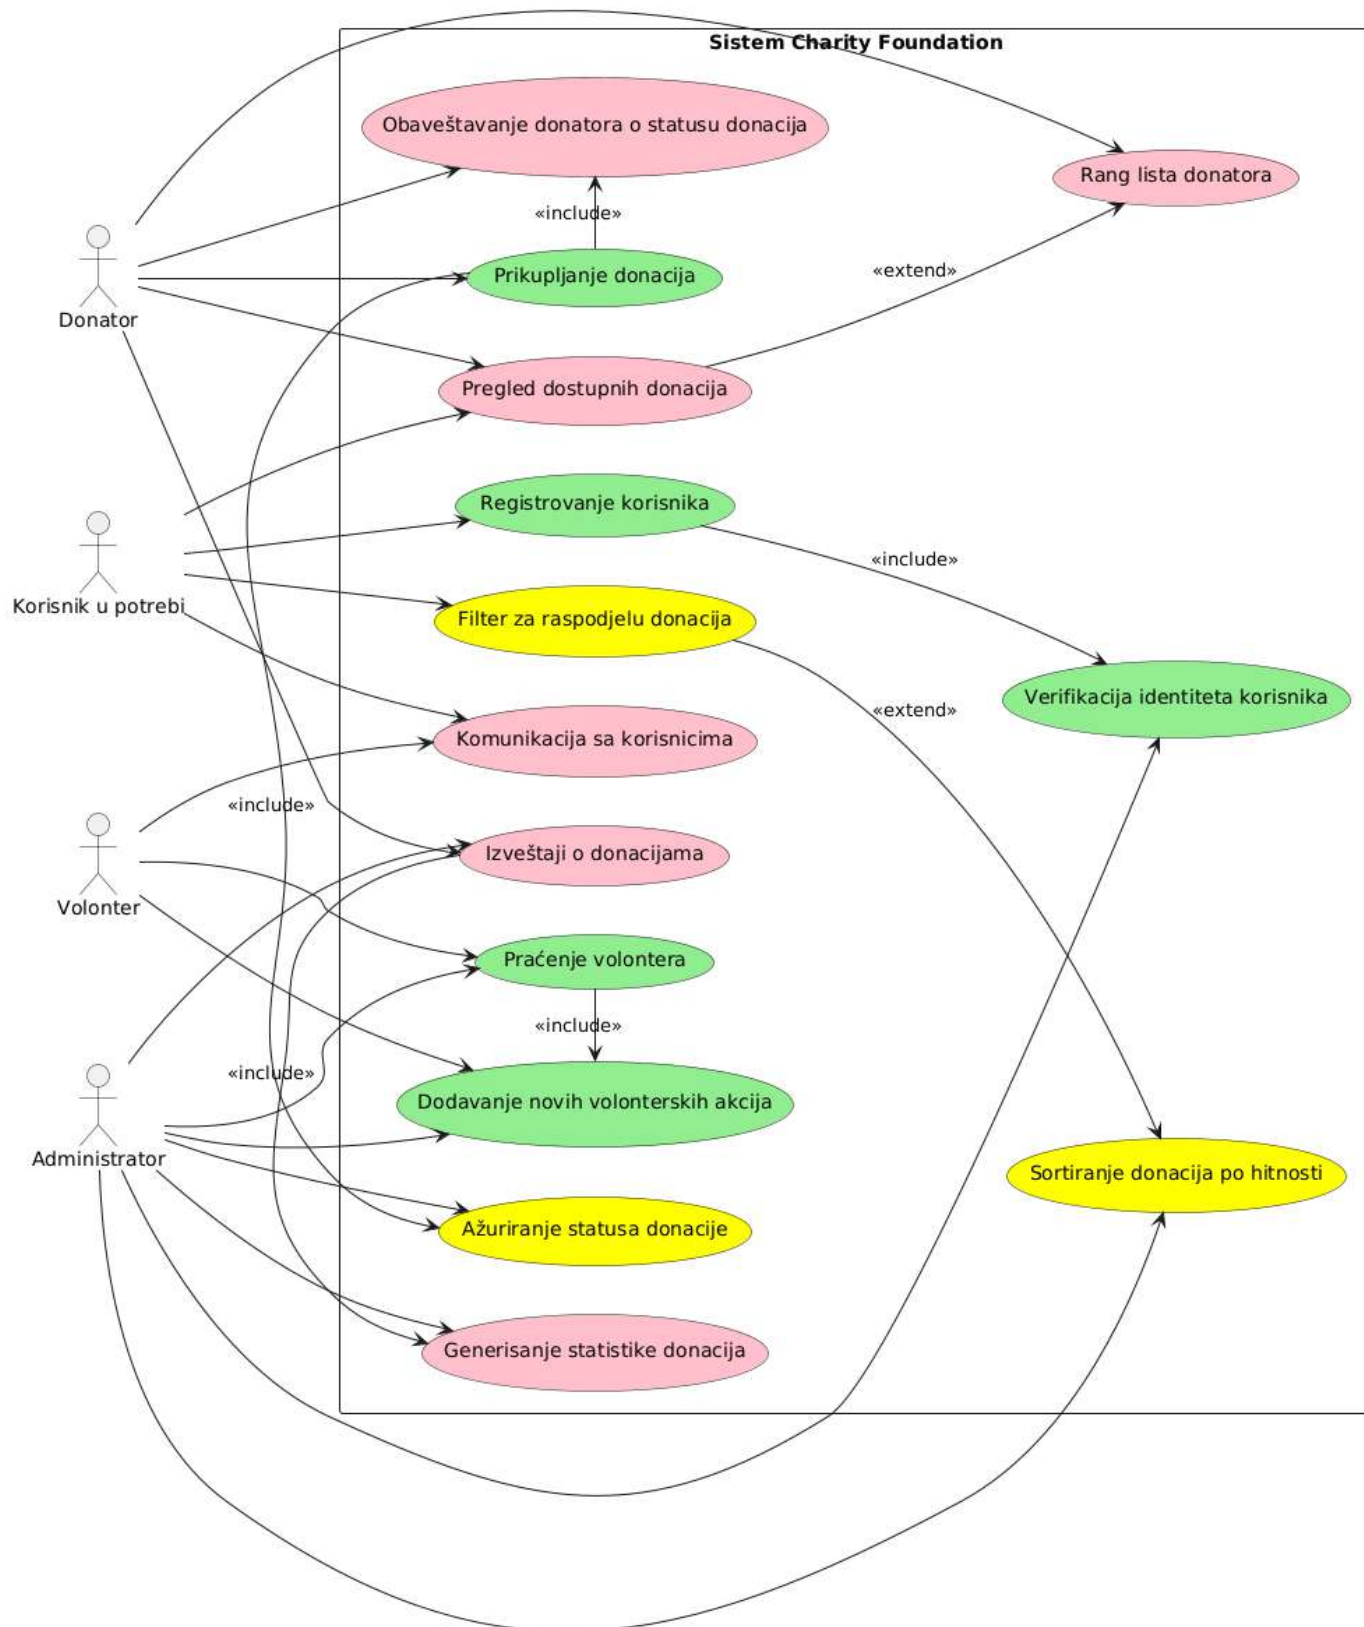 Sistem Charity Foundation
Obaveštavanje donatora o statusu donacija
Rang lista donatora
«include»
«extend»
Prikupljanje donacija
Donator
Pregled dostupnih donacija
Registrovanje korisnika
«include»
Korisnik u potrebi
Filter za raspodjelu donacija
Verifikacija identiteta korisnika
«extend»
Komunikacija sa korisnicima
«include»
Izveštaji o donacijama
Volonter
Praćenje volontera
«include»
«include»
Dodavanje novih volonterskih akcija
Administrator
Sortiranje donacija po hitnosti
Ažuriranje statusa donacije
Generisanje statistike donacija